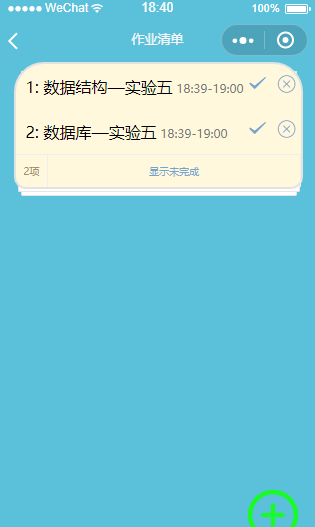 WeChat 18:40 100%
作业清单
1: 数据结构—实验五 18:39-19:00
2: 数据库—实验五 18:39-19:00
2项 显示未完成